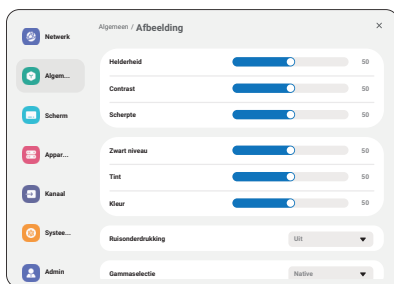 Algemeen / Afbeelding ×
Netwerk
Algem...
Scherm
Appar...
Kanaal
Systee...
Admin
Helderheid 50
Contrast 50
Scherpte 50
Zwart niveau 50
Tint 50
Kleur 50
Ruisonderdrukking Uit
Gammaselectie Native